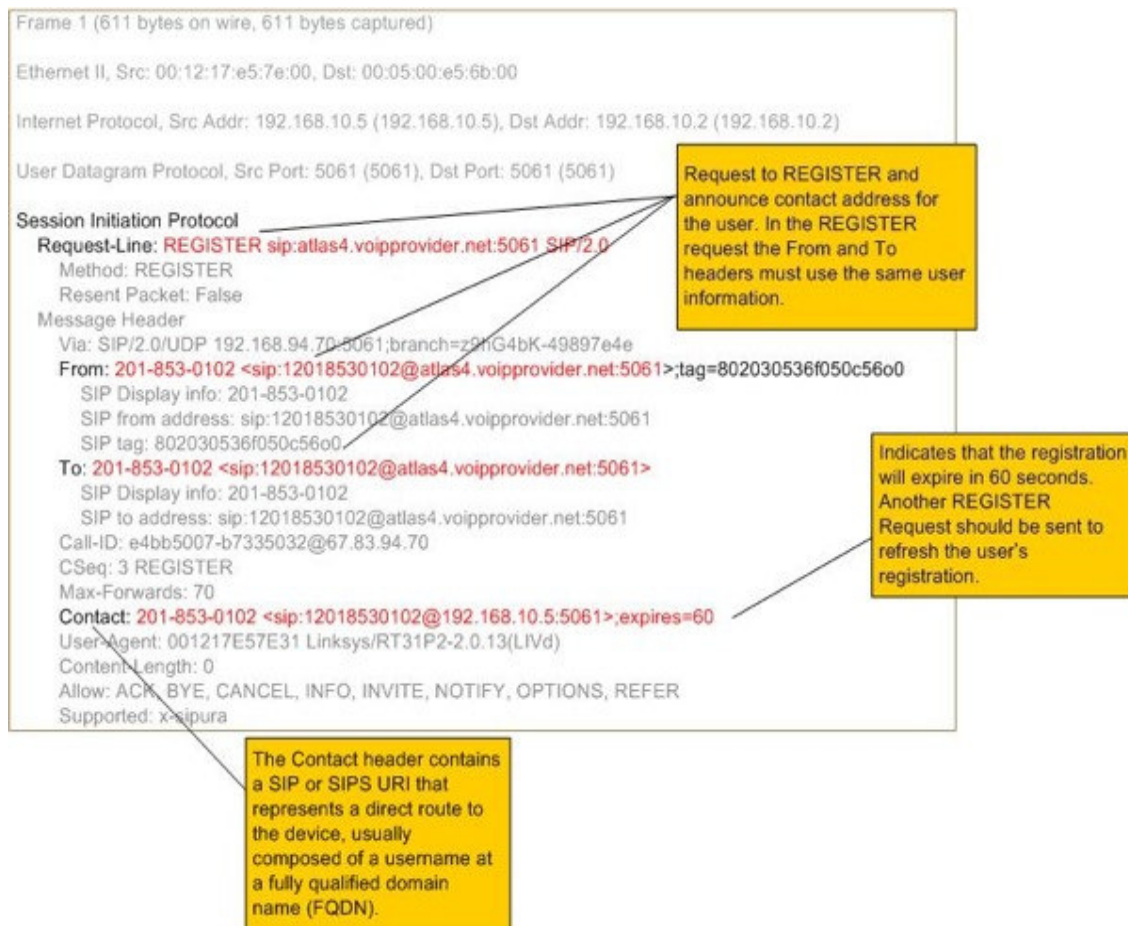 Frame 1 (611 bytes on wire, 611 bytes captured)
Ethernet II, Src: 00:12:17:e5:7e:00, Dst: 00:05:00:e5:6b:00
Internet Protocol, Src Addr: 192.168.10.5 (192.168.10.5), Dst Addr: 192.168.10.2 (192.168.10.2)
User Datagram Protocol, Src Port: 5061 (5061), Dst Port: 5061 (5061)
Session Initiation Protocol
Request-Line: REGISTER sip:atlas4.voipprovider.net:5061 SIP/2.0
Method: REGISTER
Resent Packet: False
Message Header
Via: SIP/2.0/UDP 192.168.94.70:5061;branch=z9hG4bK-49897e4e
From: 201-853-0102 <sip:12018530102@atlas4.voipprovider.net:5061>;tag=802030536f050c56o0
SIP Display info: 201-853-0102
SIP from address: sip:12018530102@atlas4.voipprovider.net:5061
SIP tag: 802030536f050c56o0
To: 201-853-0102 <sip:12018530102@atlas4.voipprovider.net:5061>
SIP Display info: 201-853-0102
SIP to address: sip:12018530102@atlas4.voipprovider.net:5061
Call-ID: e4bb5007-b7335032@67.83.94.70
CSeq: 3 REGISTER
Max-Forwards: 70
Contact: 201-853-0102 <sip:12018530102@192.168.10.5:5061>;expires=60
User-Agent: 001217E57E31 Linksys/RT31P2-2.0.13(LIVd)
Content-Length: 0
Allow: ACK, BYE, CANCEL, INFO, INVITE, NOTIFY, OPTIONS, REFER
Supported: x-sipura
Request to REGISTER and
announce contact address for
the user. In the REGISTER
request the From and To
headers must use the same user
information.
Indicates that the registration
will expire in 60 seconds.
Another REGISTER
Request should be sent to
refresh the user's
registration.
The Contact header contains
a SIP or SIPS URI that
represents a direct route to
the device, usually
composed of a username at
a fully qualified domain
name (FQDN).